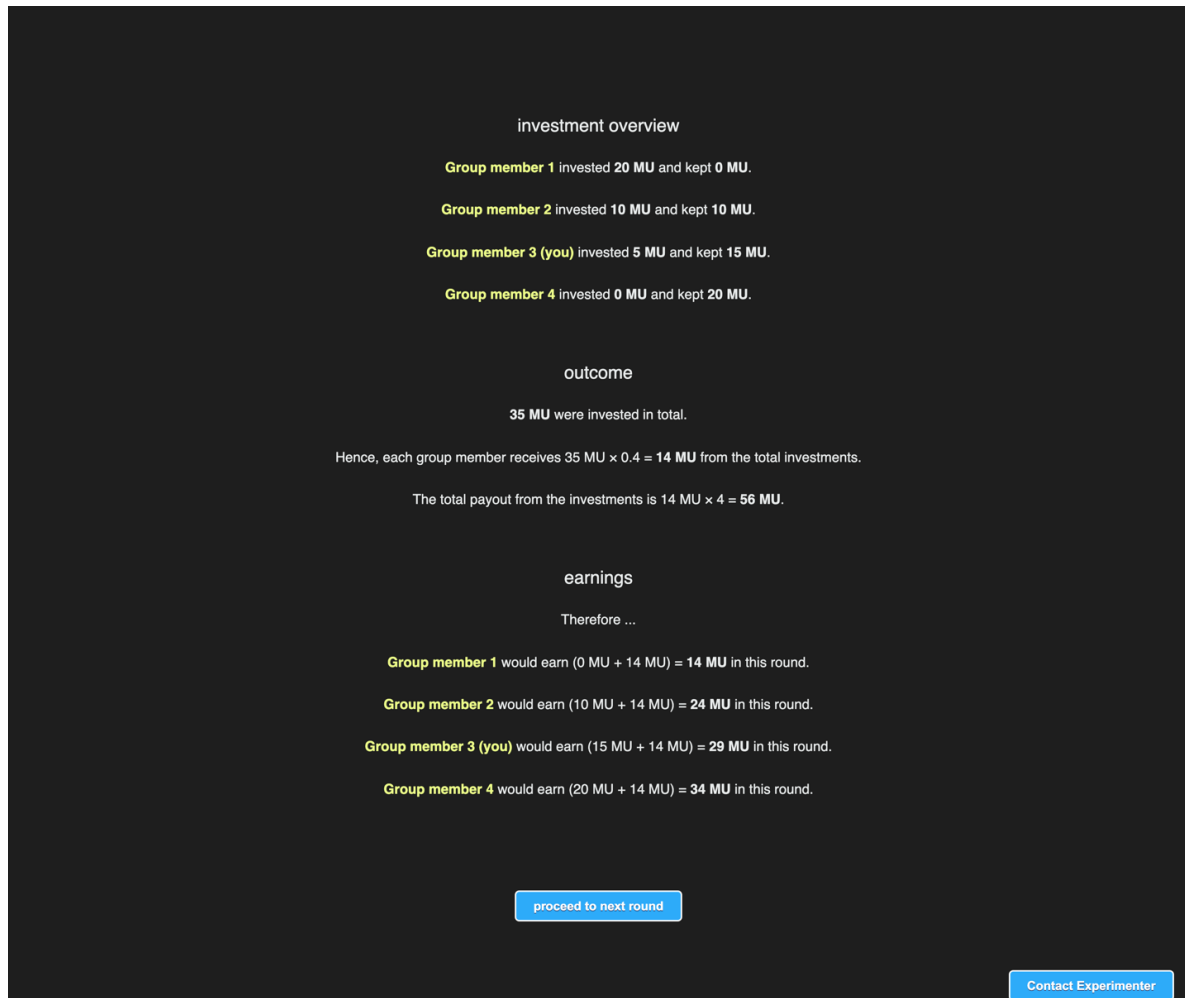 investment overview
Group member 1 invested 20 MU and kept 0 MU.
Group member 2 invested 10 MU and kept 10 MU.
Group member 3 (you) invested 5 MU and kept 15 MU.
Group member 4 invested 0 MU and kept 20 MU.
outcome
35 MU were invested in total.
Hence, each group member receives 35 MU × 0.4 = 14 MU from the total investments.
The total payout from the investments is 14 MU × 4 = 56 MU.
earnings
Therefore ...
Group member 1 would earn (0 MU + 14 MU) = 14 MU in this round.
Group member 2 would earn (10 MU + 14 MU) = 24 MU in this round.
Group member 3 (you) would earn (15 MU + 14 MU) = 29 MU in this round.
Group member 4 would earn (20 MU + 14 MU) = 34 MU in this round.
proceed to next round
Contact Experimenter